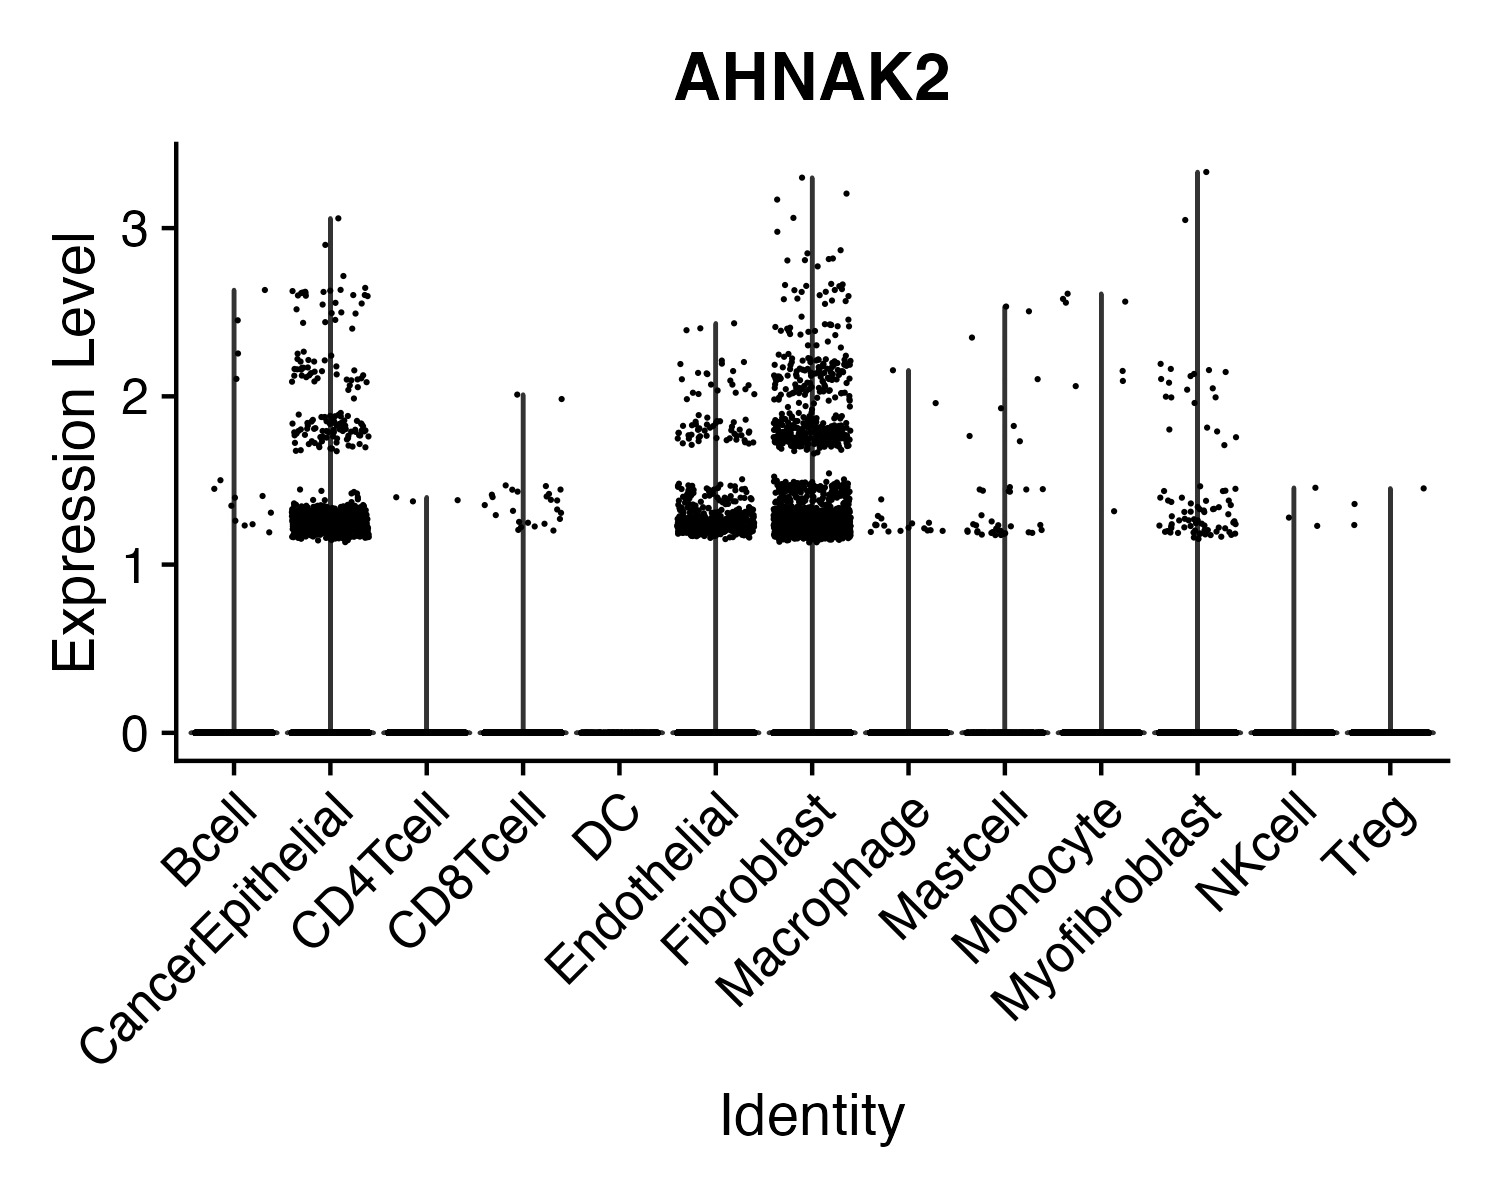 AHNAK2
Expression Level
3
2
1
0
Bcell
CancerEpithelial
CD4Tcell
CD8Tcell
DC
Endothelial
Fibroblast
Macrophage
Mastcell
Monocyte
Myofibroblast
NKcell
Treg
Identity